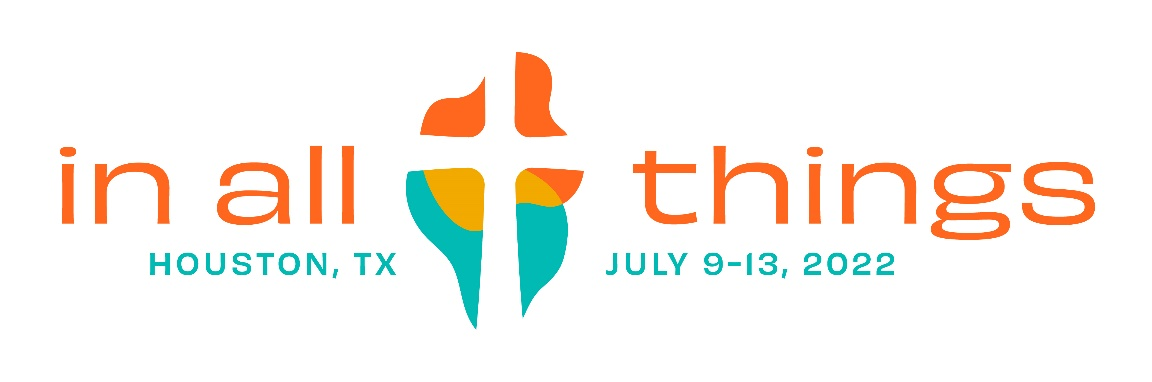 in all things
HOUSTON, TX JULY 9-13, 2022